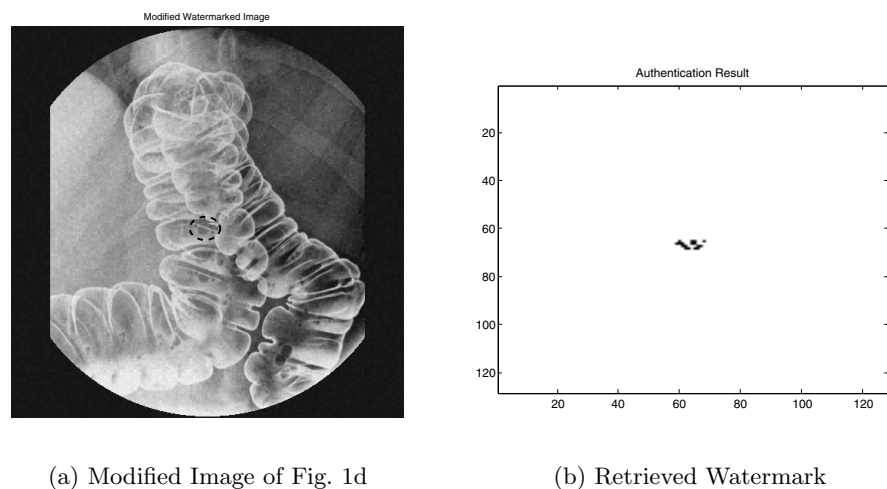 Modified Watermarked Image
Authentication Result
20
40
60
80
100
120
20 40 60 80 100 120
(a) Modified Image of Fig. 1d
(b) Retrieved Watermark